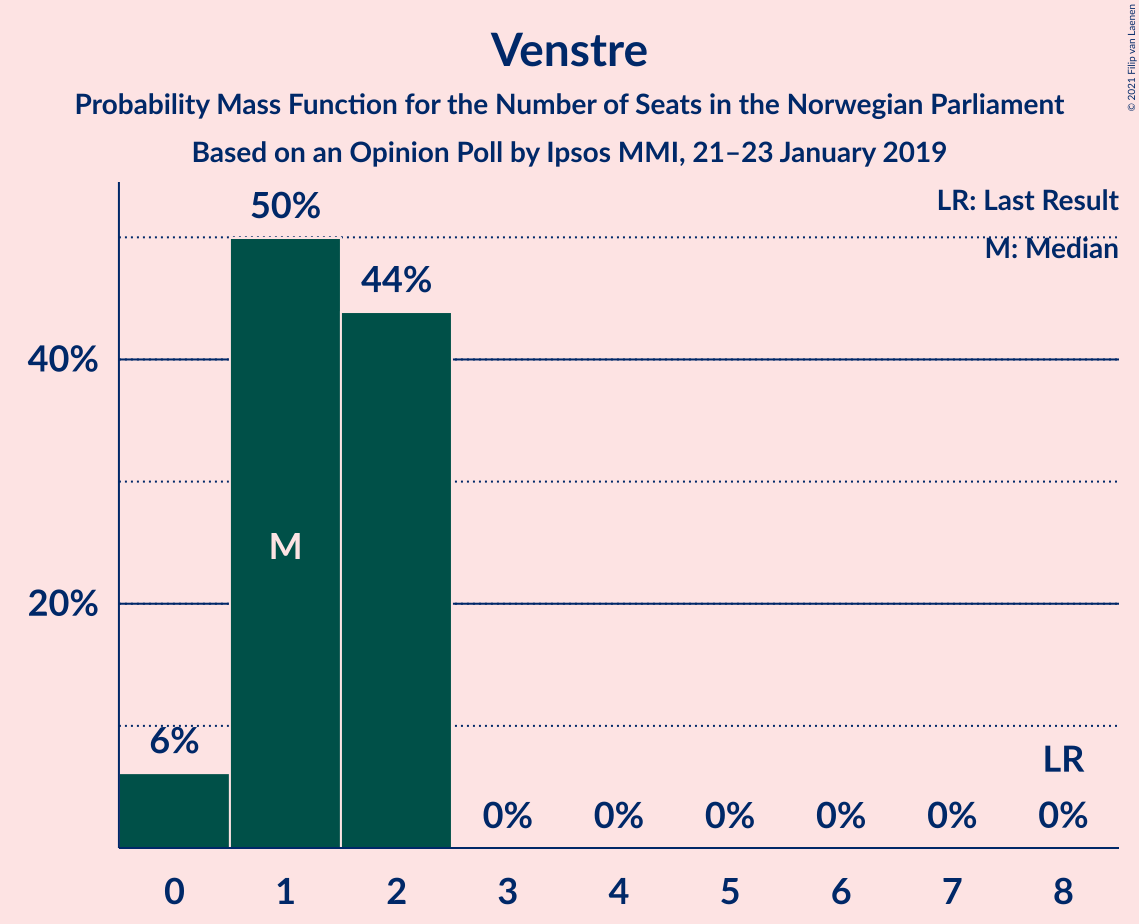 Venstre
Probability Mass Function for the Number of Seats in the Norwegian Parliament
Based on an Opinion Poll by Ipsos MMI, 21–23 January 2019
© 2021 Filip van Laenen
LR: Last Result
M: Median
50%
44%
40%
M
20%
6%
LR
0% 0% 0% 0% 0% 0%
0 1 2 3 4 5 6 7 8